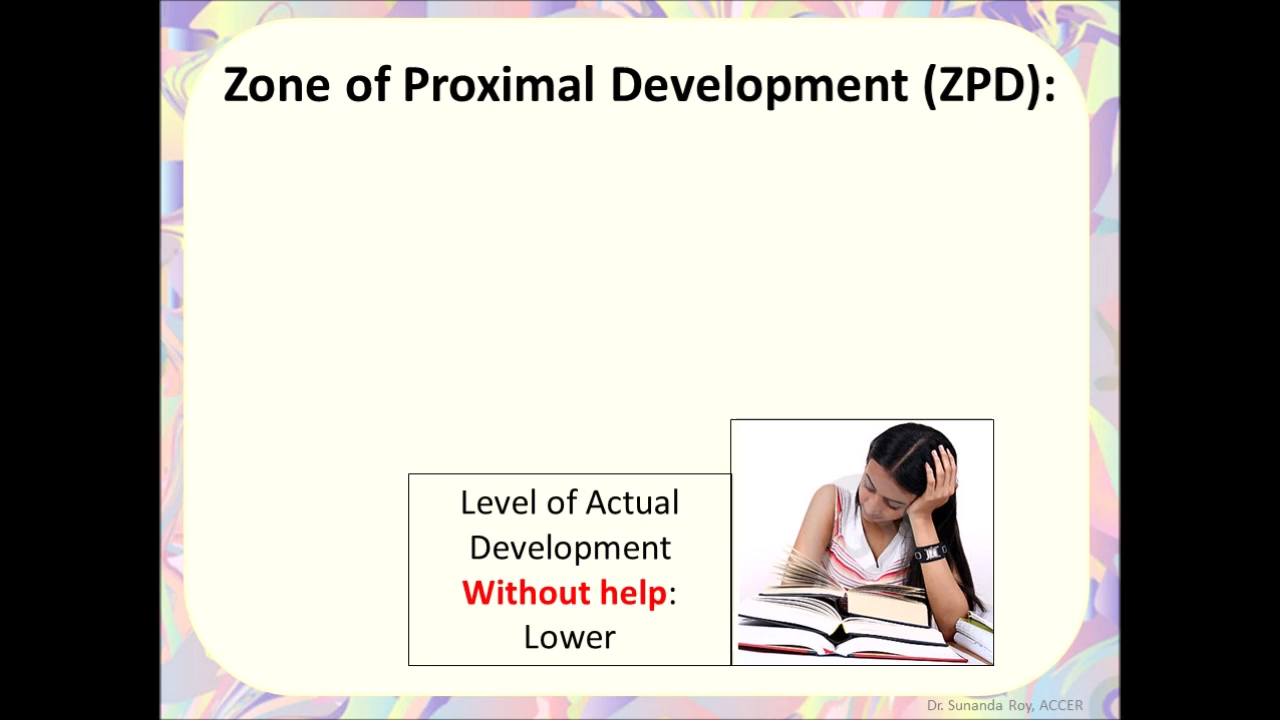 Zone of Proximal Development (ZPD):
Level of Actual
Development
Without help:
Lower
Dr. Sunanda Roy, ACCER